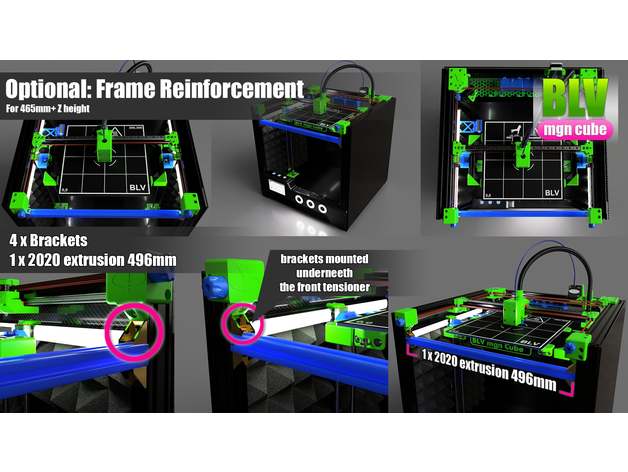 Optional: Frame Reinforcement
For 465mm+ Z height
BLV
mgn cube
BLV
BLV
4 x Brackets
1 x 2020 extrusion 496mm
brackets mounted
underneeth
the front tensioner
BLV
BLV mgn Cube
1 x 2020 extrusion 496mm